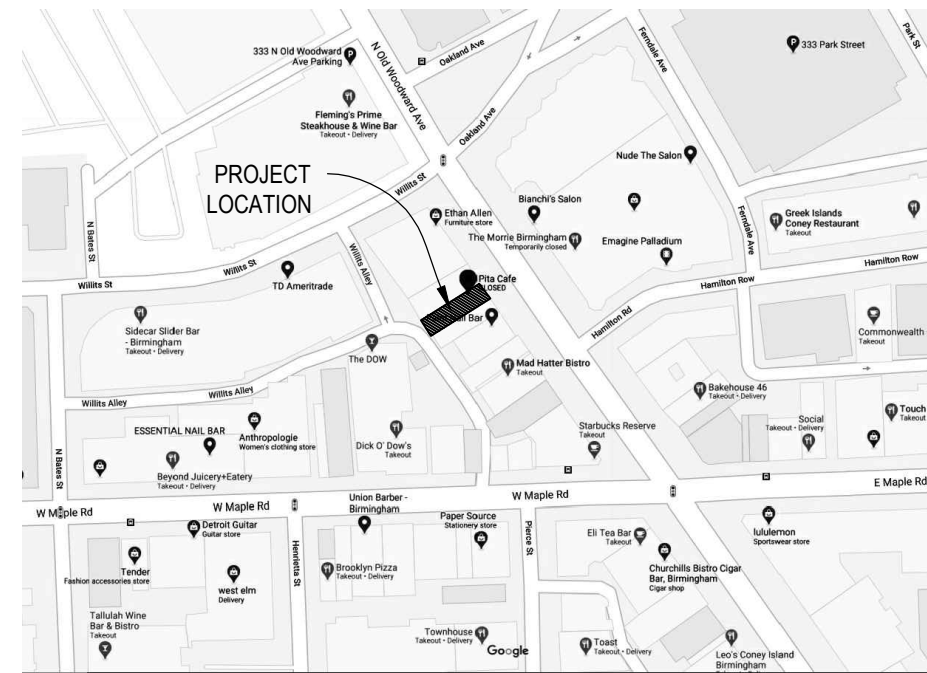 333 N Old Woodward
Ave Parking
N Old Woodward Ave
Oakland Ave
Ferndale Ave
Park St
333 Park Street
Fleming's Prime
Steakhouse & Wine Bar
Takeout • Delivery
Oakland Ave
PROJECT
LOCATION
Willits St
Nude The Salon
N Bates St
Ethan Allen
Furniture store
Bianchi's Salon
The Morrie Birmingham
Temporarily closed
Emagine Palladium
Ferndale Ave
Greek Islands
Coney Restaurant
Takeout
Willits St
Willits St
Willits Alley
TD Ameritrade
Pita Cafe
CLOSED
Hamilton Row
Hamilton Row
Hamilton Rd
Sidecar Slider Bar
- Birmingham
Takeout • Delivery
Nail Bar
Commonwealth
Takeout
The DOW
Mad Hatter Bistro
Takeout
Willits Alley
Willits Alley
Bakehouse 46
Takeout • Delivery
ESSENTIAL NAIL BAR
Anthropologie
Women's clothing store
Dick O' Dow's
Takeout
Starbucks Reserve
Takeout
Social
Takeout • Delivery
Touch
Takeout
N Bates St
Beyond Juicery+Eatery
Takeout • Delivery
W Maple Rd
W Maple Rd
E Maple Rd
Union Barber -
Birmingham
Detroit Guitar
Guitar store
Henrietta St
Paper Source
Stationery store
Pierce St
Eli Tea Bar
Takeout
lululemon
Sportswear store
Tender
Fashion accessories store
west elm
Delivery
Brooklyn Pizza
Takeout • Delivery
Churchills Bistro Cigar
Bar, Birmingham
Cigar shop
Tallulah Wine
Bar & Bistro
Takeout
Townhouse
Takeout • Delivery
Google
Toast
Takeout • Delivery
Leo's Coney Island
Birmingham